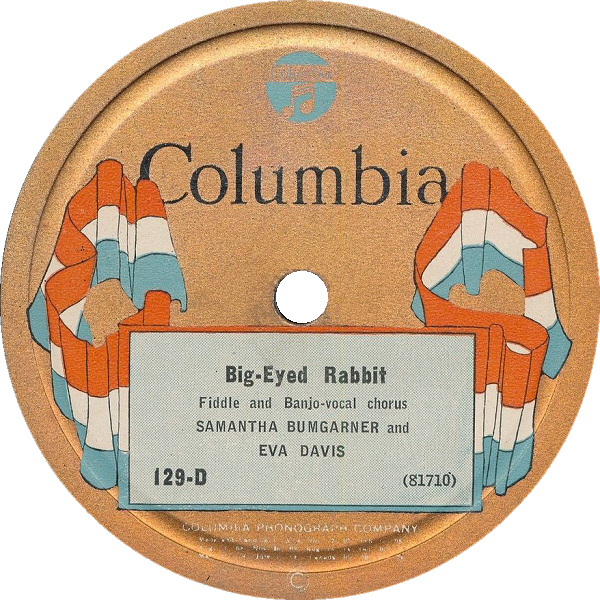 Columbia
Big-Eyed Rabbit
Fiddle and Banjo-vocal chorus
SAMANTHA BUMGARNER and
EVA DAVIS
129-D
(81710)
COLUMBIA PHONOGRAPH COMPANY
C